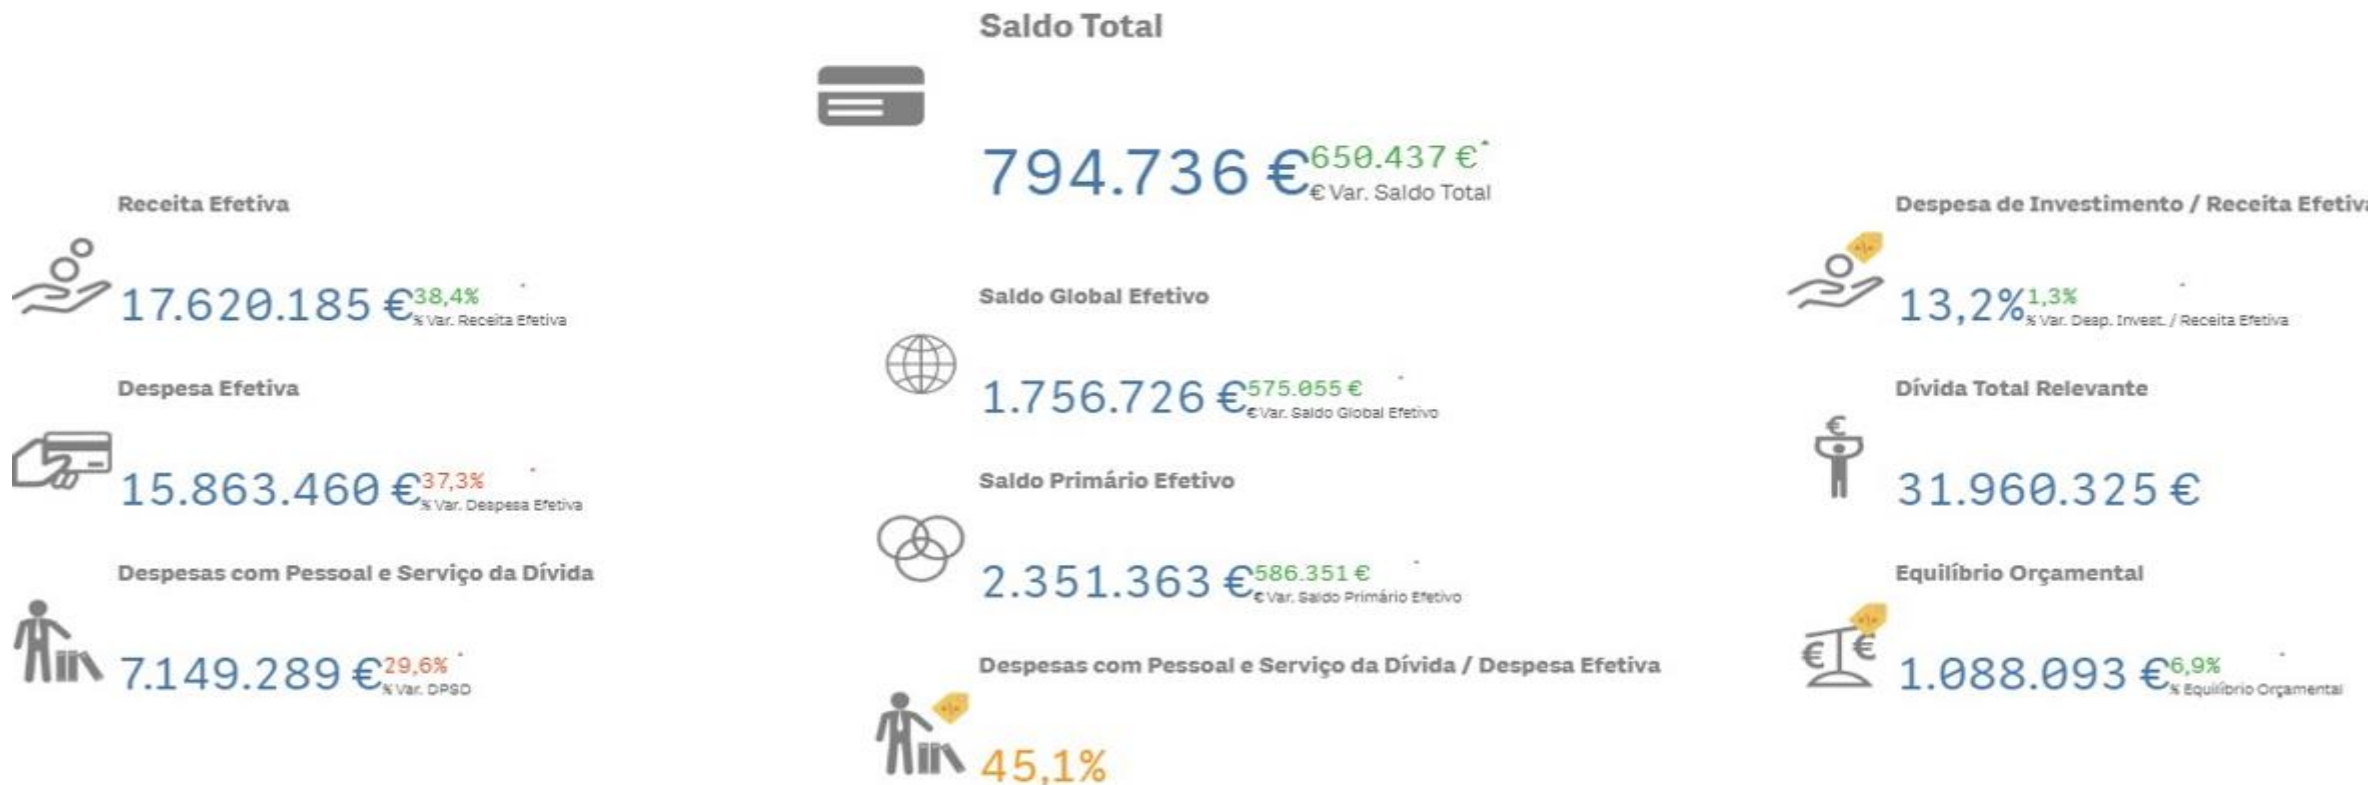 Saldo Total
794.736 €
650.437 €
€ Var. Saldo Total
Receita Efetiva
17.620.185 €
38,4%
% Var. Receita Efetiva
Despesa Efetiva
15.863.460 €
37,3%
% Var. Despesa Efetiva
Despesas com Pessoal e Serviço da Dívida
7.149.289 €
29,6%
% Var. DPSD
Saldo Global Efetivo
1.756.726 €
575.055 €
€ Var. Saldo Global Efetivo
Saldo Primário Efetivo
2.351.363 €
586.351 €
€ Var. Saldo Primário Efetivo
Despesas com Pessoal e Serviço da Dívida / Despesa Efetiva
45,1%
Despesa de Investimento / Receita Efetiva
13,2%
1,3%
% Var. Desp. Invest. / Receita Efetiva
Dívida Total Relevante
31.960.325 €
Equilíbrio Orçamental
1.088.093 €
6,9%
% Equilíbrio Orçamental